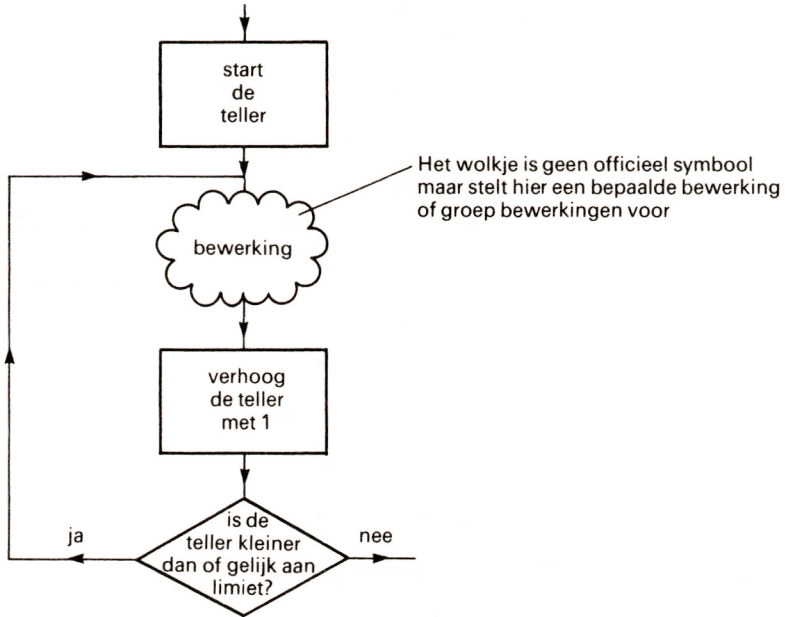 start
de
teller
Het wolkje is geen officieel symbool
maar stelt hier een bepaalde bewerking
of groep bewerkingen voor
bewerking
verhoog
de teller
met 1
is de
teller kleiner
dan of gelijk aan
limiet?
ja
nee